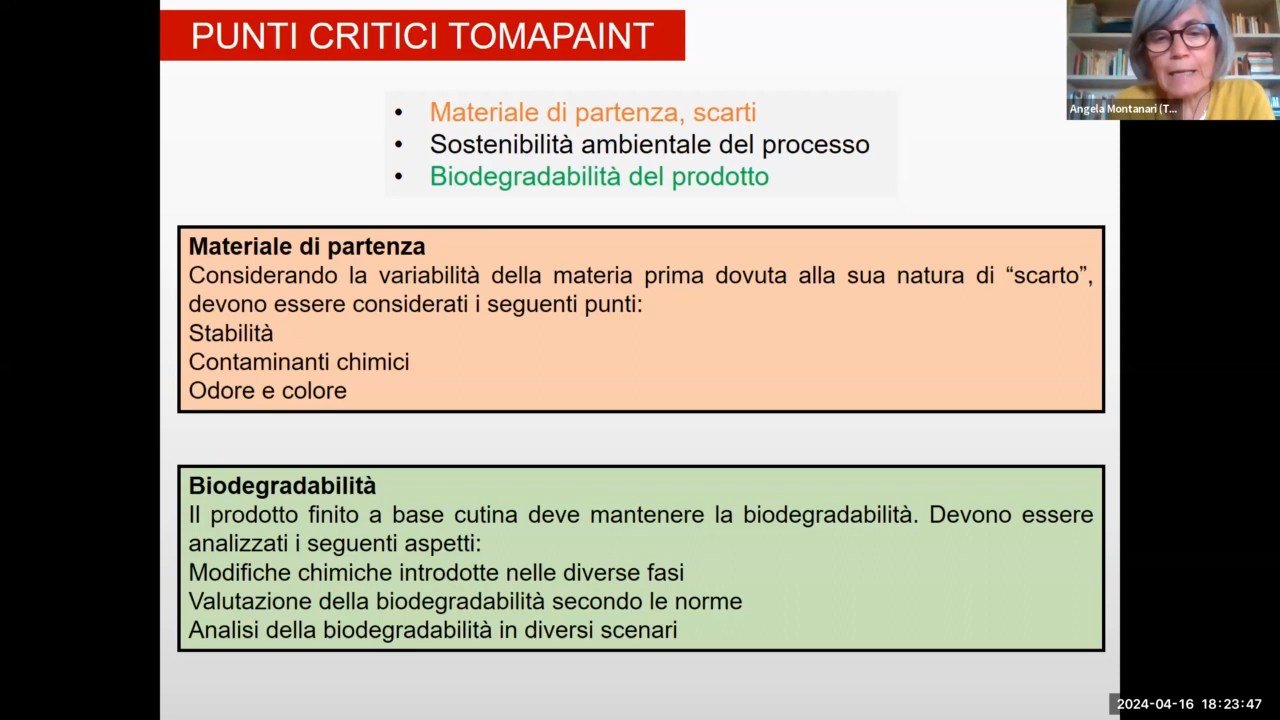 PUNTI CRITICI TOMAPAINT
Angela Montanari (T...
• Materiale di partenza, scarti
• Sostenibilità ambientale del processo
• Biodegradabilità del prodotto
Materiale di partenza
Considerando la variabilità della materia prima dovuta alla sua natura di “scarto”,
devono essere considerati i seguenti punti:
Stabilità
Contaminanti chimici
Odore e colore
Biodegradabilità
Il prodotto finito a base cutina deve mantenere la biodegradabilità. Devono essere
analizzati i seguenti aspetti:
Modifiche chimiche introdotte nelle diverse fasi
Valutazione della biodegradabilità secondo le norme
Analisi della biodegradabilità in diversi scenari
2024-04-16 18:23:47